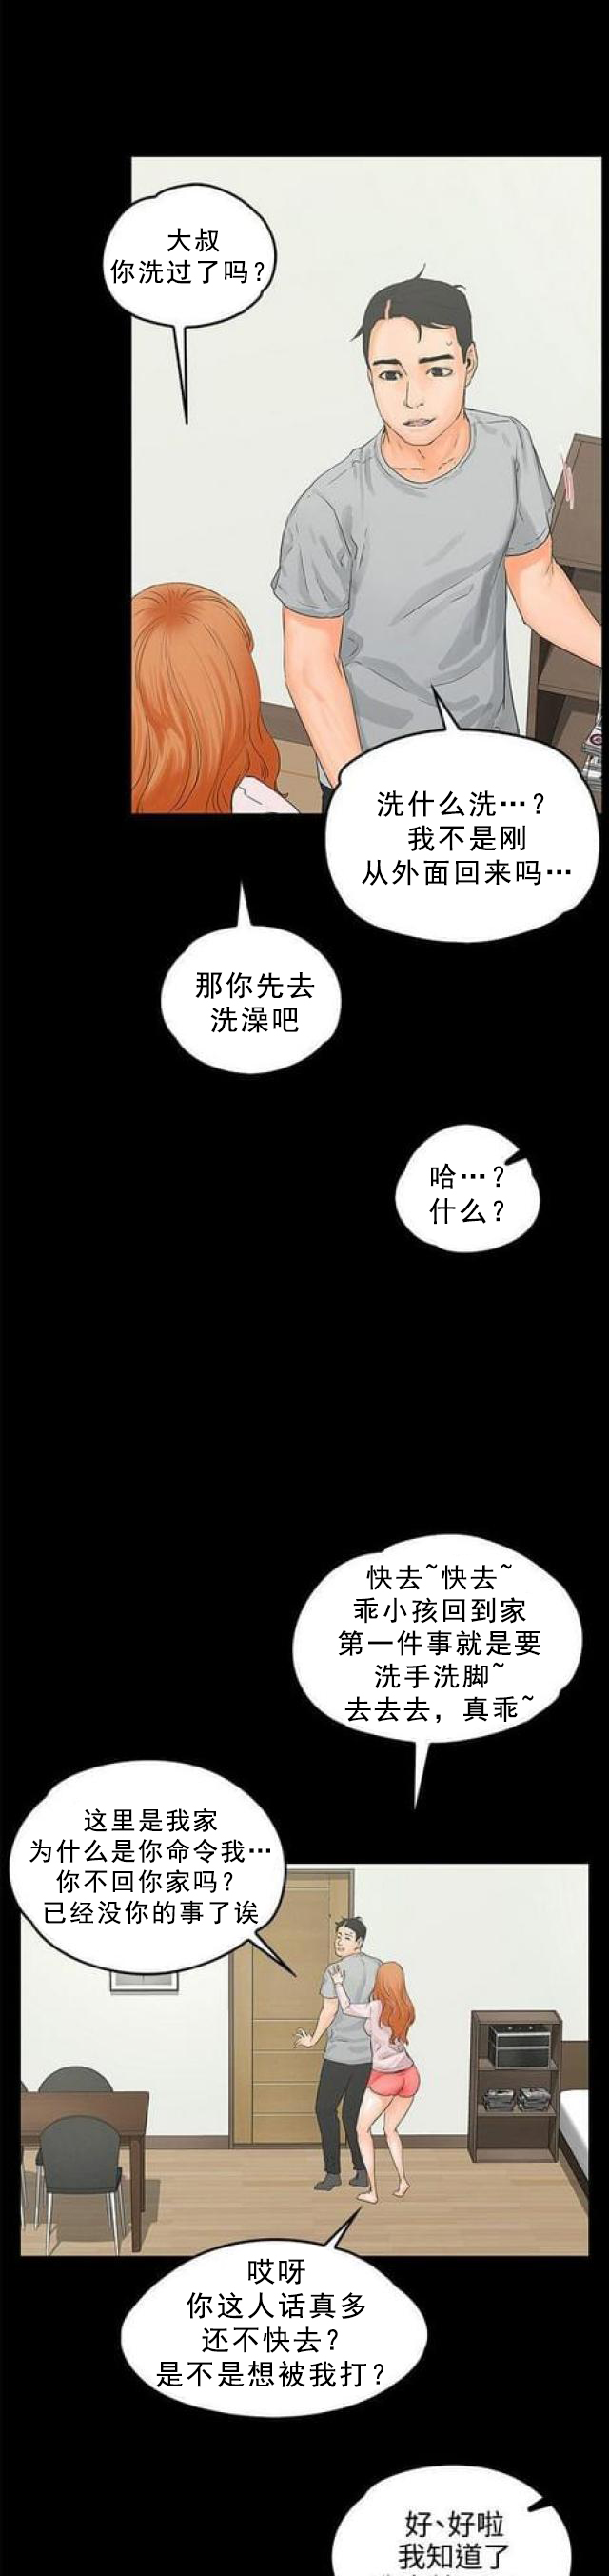 大叔
你洗过了吗？
洗什么洗…？
我不是刚
从外面回来吗…
那你先去
洗澡吧
哈…？
什么？
快去~快去~
乖小孩回到家
第一件事就是要
洗手洗脚~
去去去，真乖~
这里是我家
为什么是你命令我…
你不回你家吗？
已经没你的事了诶
哎呀
你这人话真多
还不快去？
是不是想被我打？
好、好啦
我知道了